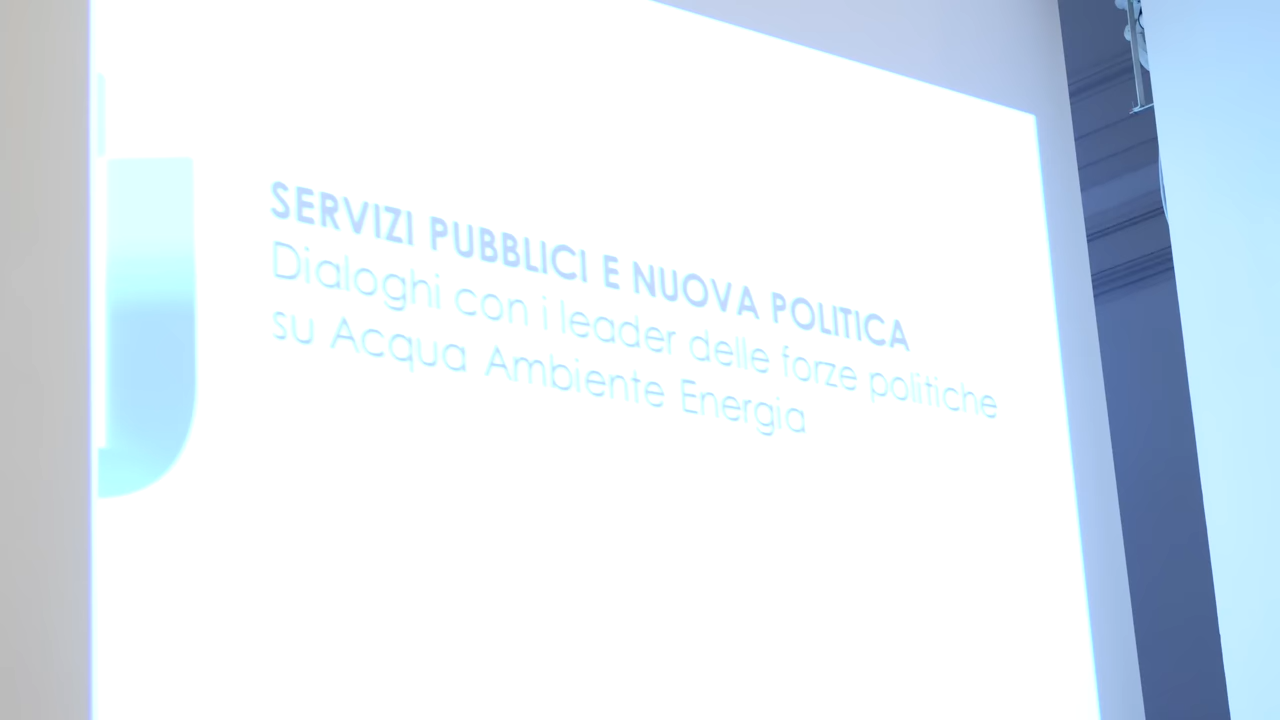 SERVIZI PUBBLICI E NUOVA POLITICA
Dialoghi con i leader delle forze politiche
su Acqua Ambiente Energia